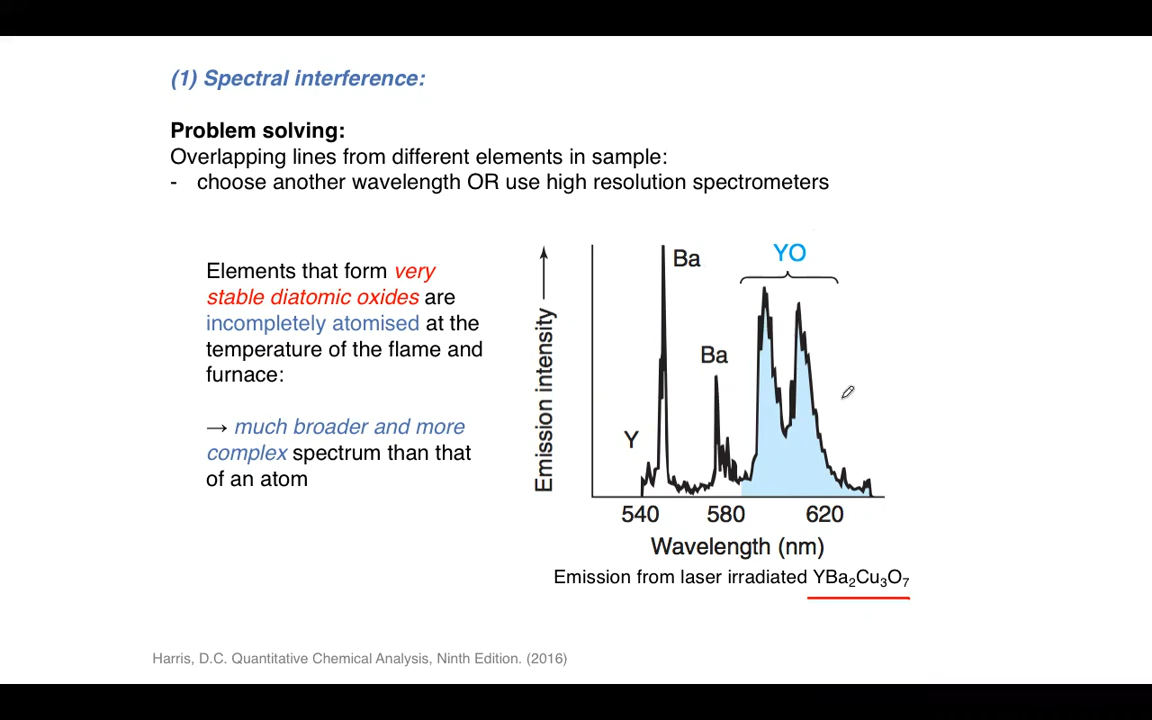 (1) Spectral interference:
Problem solving:
Overlapping lines from different elements in sample:
- choose another wavelength OR use high resolution spectrometers
Elements that form very
stable diatomic oxides are
incompletely atomised at the
temperature of the flame and
furnace:
→ much broader and more
complex spectrum than that
of an atom
Emission intensity
Y
Ba
Ba
YO
540 580 620
Wavelength (nm)
Emission from laser irradiated YBa₂Cu₃O₇
Harris, D.C. Quantitative Chemical Analysis, Ninth Edition. (2016)